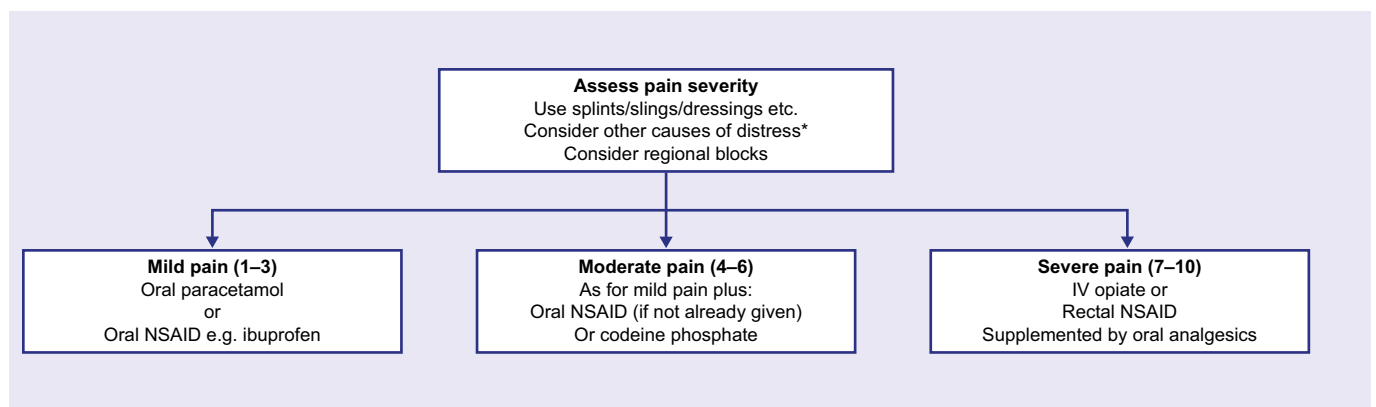 Assess pain severity
Use splints/slings/dressings etc.
Consider other causes of distress*
Consider regional blocks
Mild pain (1–3)
Oral paracetamol
or
Oral NSAID e.g. ibuprofen
Moderate pain (4–6)
As for mild pain plus:
Oral NSAID (if not already given)
Or codeine phosphate
Severe pain (7–10)
IV opiate or
Rectal NSAID
Supplemented by oral analgesics